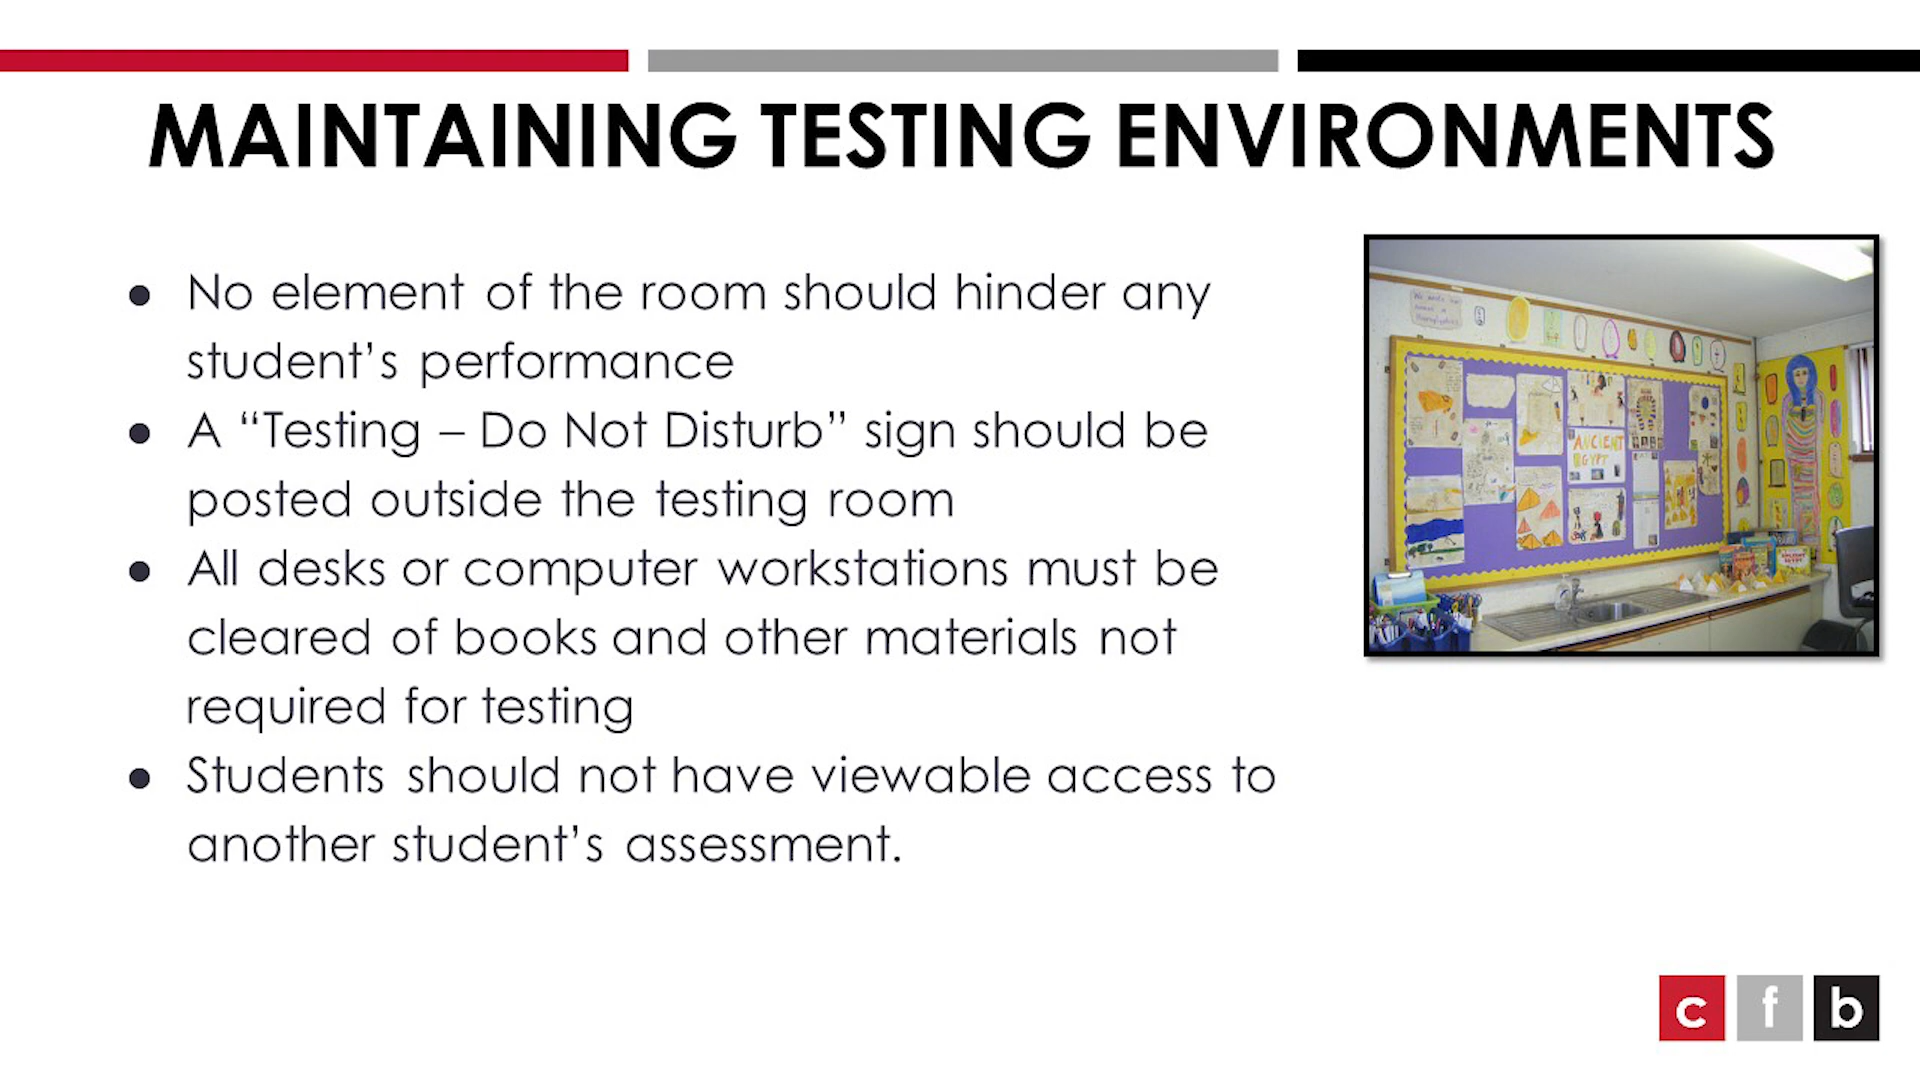 MAINTAINING TESTING ENVIRONMENTS
● No element of the room should hinder any
student’s performance
● A “Testing – Do Not Disturb” sign should be
posted outside the testing room
● All desks or computer workstations must be
cleared of books and other materials not
required for testing
● Students should not have viewable access to
another student’s assessment.
ANCIENT
EGYPT
c f b